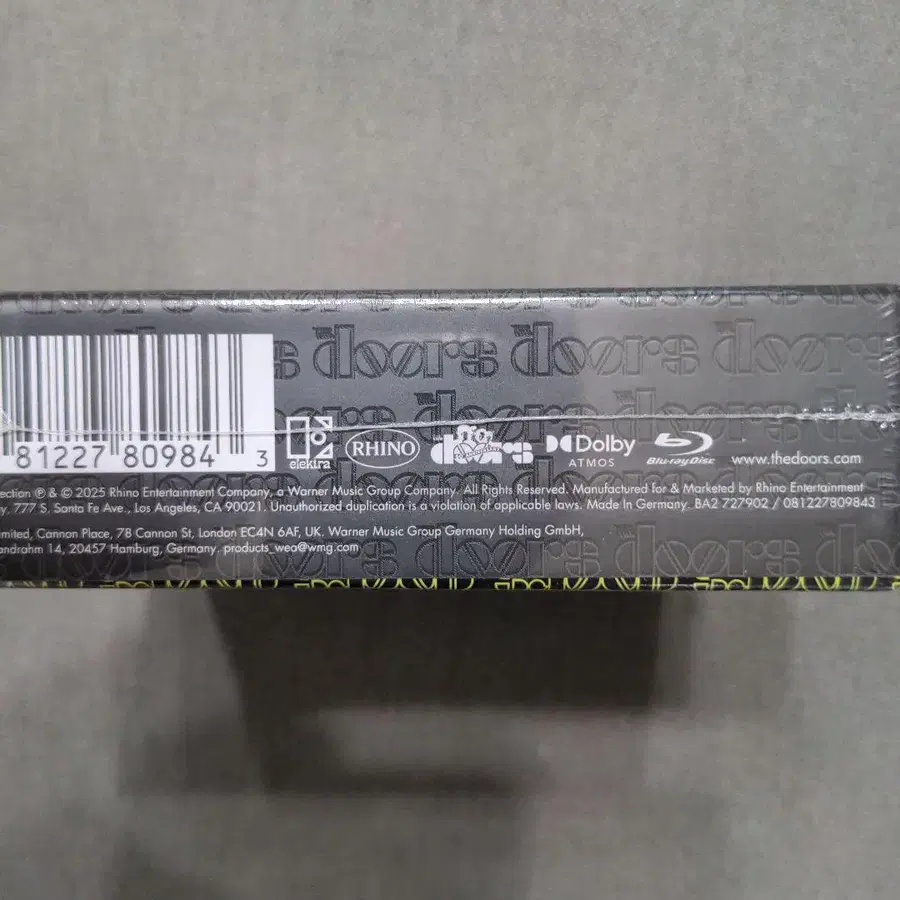 the doors the doors
81227 80984 3
elektra
RHINO
the doors
Dolby
ATMOS
Blu-ray Disc
www.thedoors.com
ection ℗ & © 2025 Rhino Entertainment Company, a Warner Music Group Company. All Rights Reserved. Manufactured for & Marketed by Rhino Entertainment
y. 777 S. Santa Fe Ave., Los Angeles, CA 90021. Unauthorized duplication is a violation of applicable laws. Made in Germany. BA2 727902 / 081227809843
imited, Cannon Place, 78 Cannon St, London EC4N 6AF, UK. Warner Music Group Germany Holding GmbH,
andrahm 14, 20457 Hamburg, Germany. products_wea@wmg.com